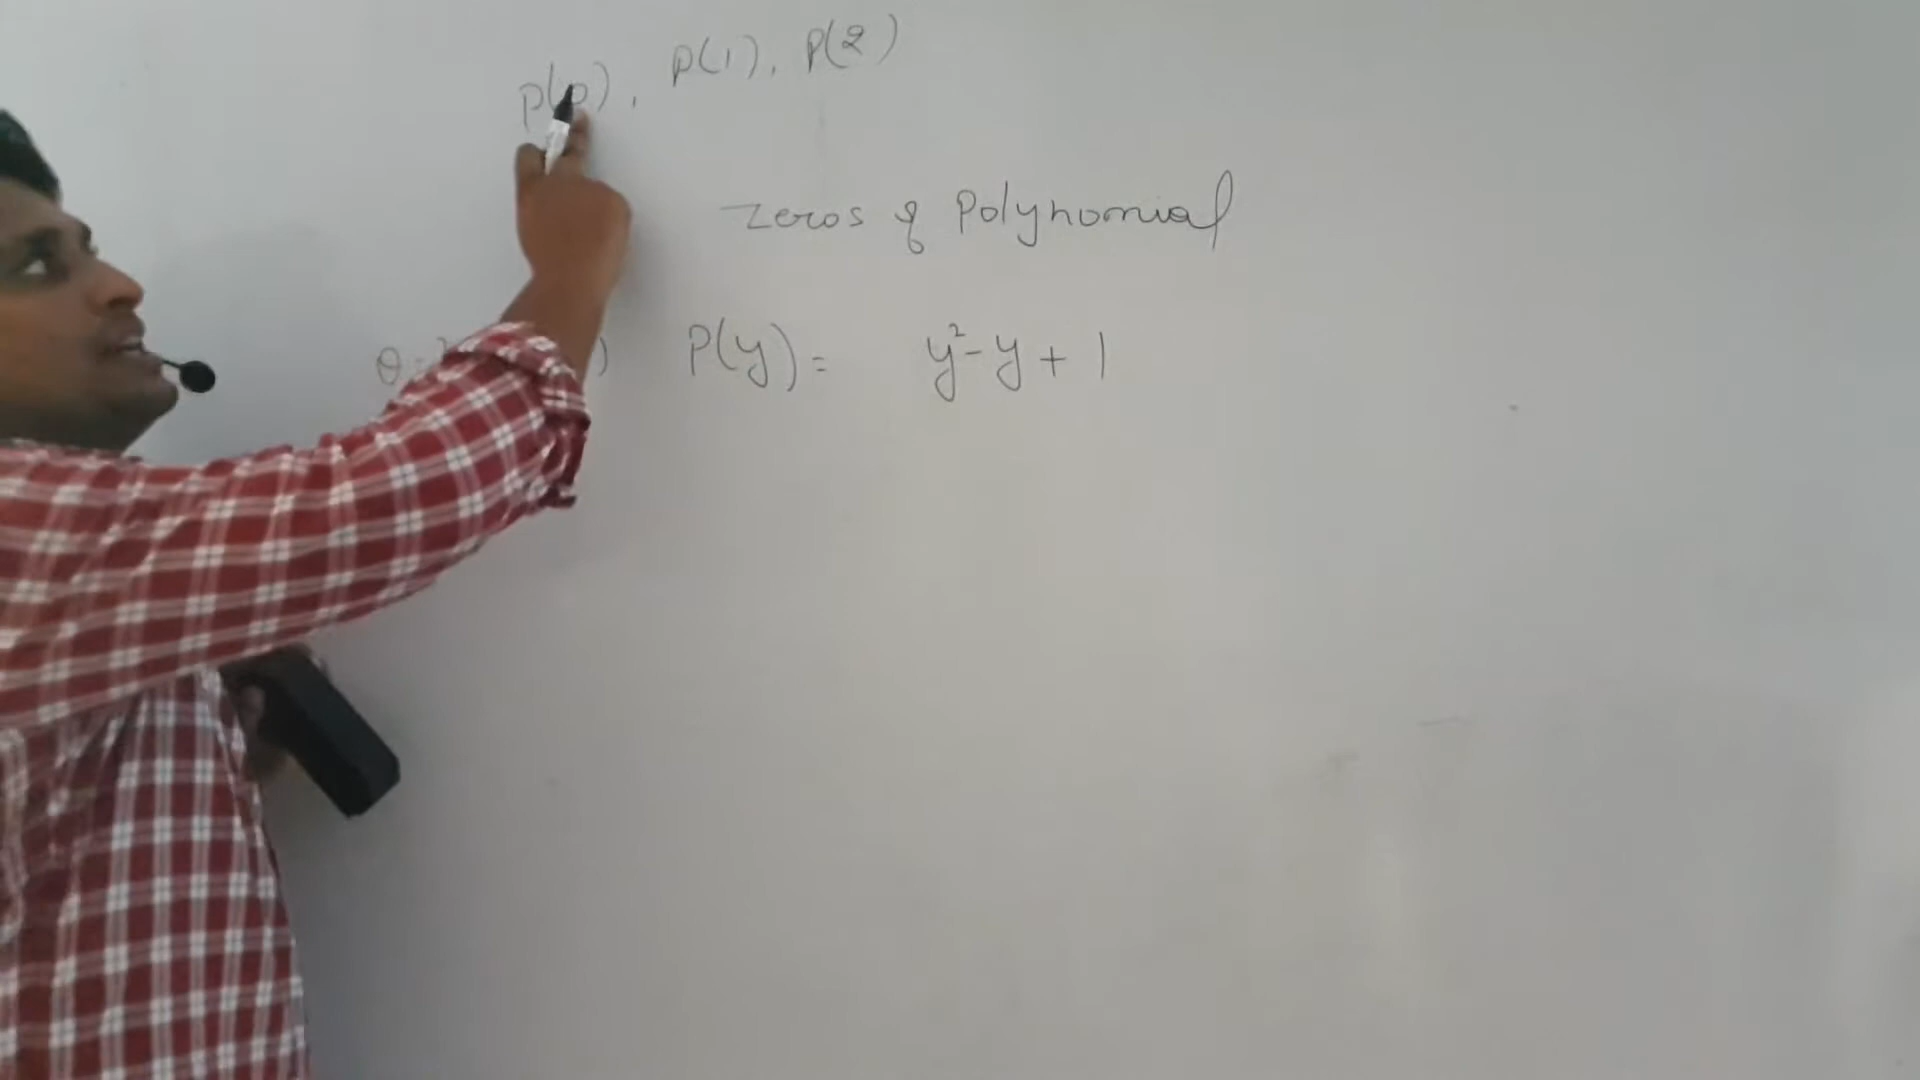 P(0), P(1), P(2)
Zeros of Polynomial
) P(y) = y² - y + 1